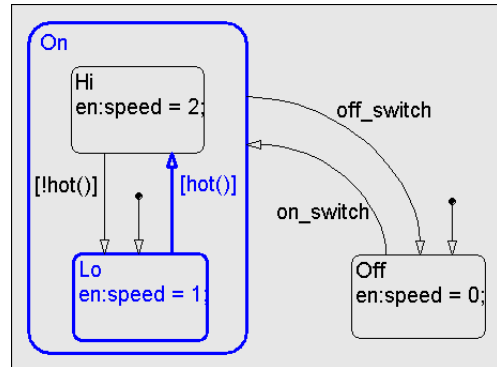 On
Hi
en:speed = 2;
off_switch
[!hot()]
[hot()]
on_switch
Lo
en:speed = 1;
Off
en:speed = 0;